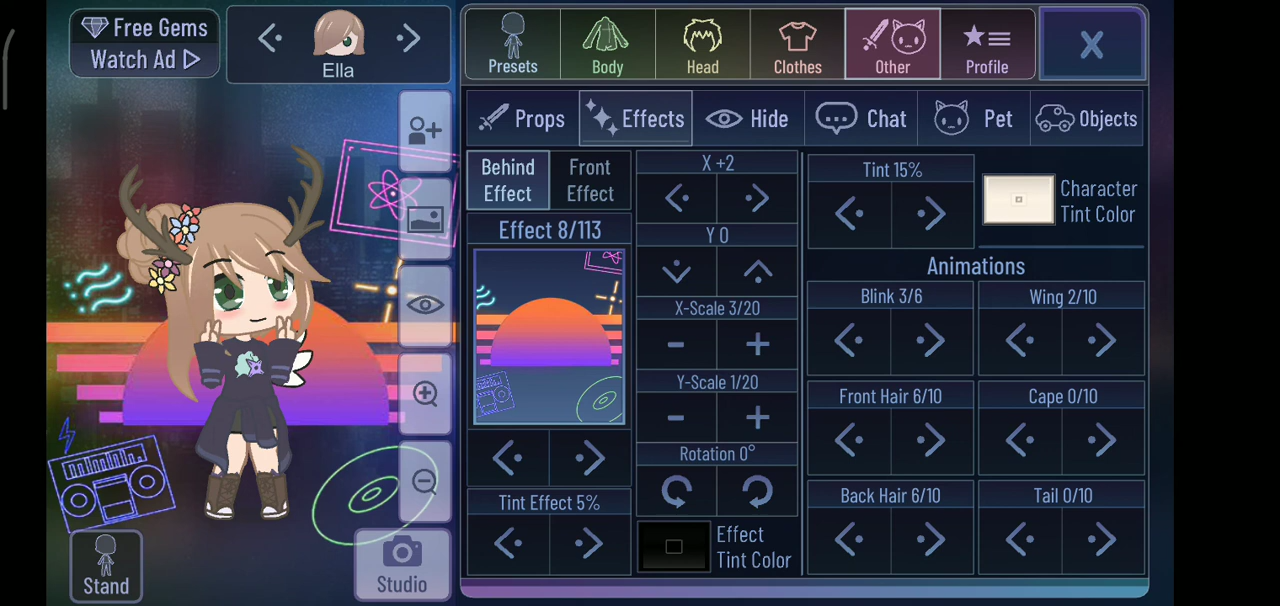 Free Gems
Watch Ad
Ella
Presets
Body
Head
Clothes
Other
Profile
X
Props
Effects
Hide
Chat
Pet
Objects
Behind
Effect
Front
Effect
Effect 8/113
Tint Effect 5%
X +2
Y 0
X-Scale 3/20
Y-Scale 1/20
Rotation 0°
Effect
Tint Color
Tint 15%
Character
Tint Color
Animations
Blink 3/6
Wing 2/10
Front Hair 6/10
Cape 0/10
Back Hair 6/10
Tail 0/10
Stand
Studio